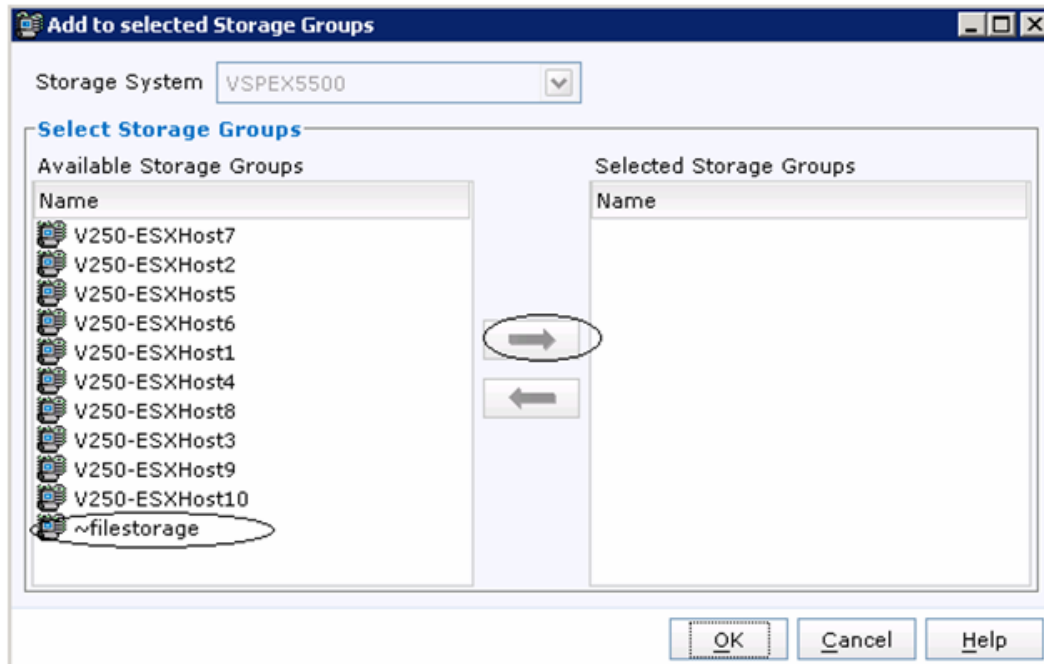 Add to selected Storage Groups
Storage System VSPEX5500
Select Storage Groups
Available Storage Groups
Name
V250-ESXHost7
V250-ESXHost2
V250-ESXHost5
V250-ESXHost6
V250-ESXHost1
V250-ESXHost4
V250-ESXHost8
V250-ESXHost3
V250-ESXHost9
V250-ESXHost10
~filestorage
Selected Storage Groups
Name
OK Cancel Help